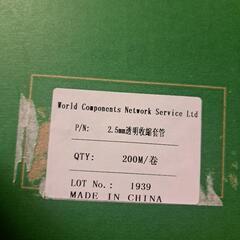 World Components Network Service Ltd
P/N: 2.5mm透明收缩套管
QTY: 200M/卷
LOT No.: 1939
MADE IN CHINA